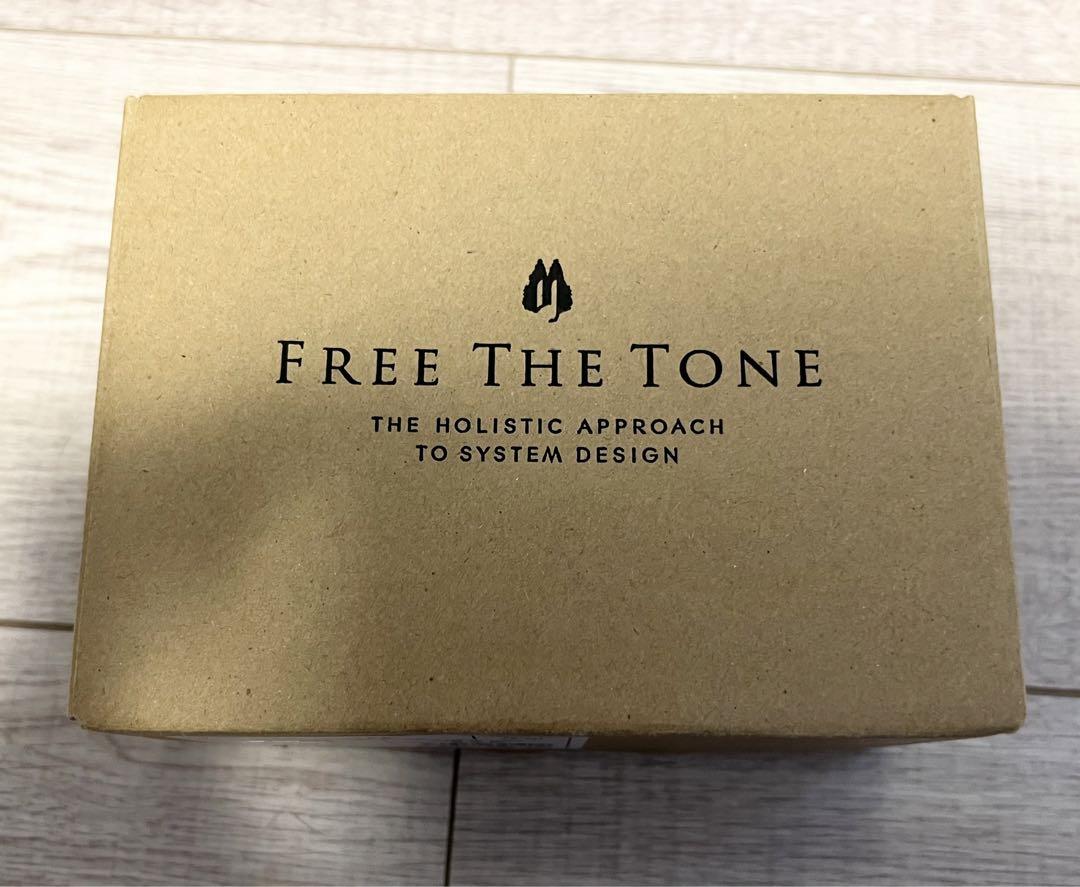 FREE THE TONE
THE HOLISTIC APPROACH
TO SYSTEM DESIGN